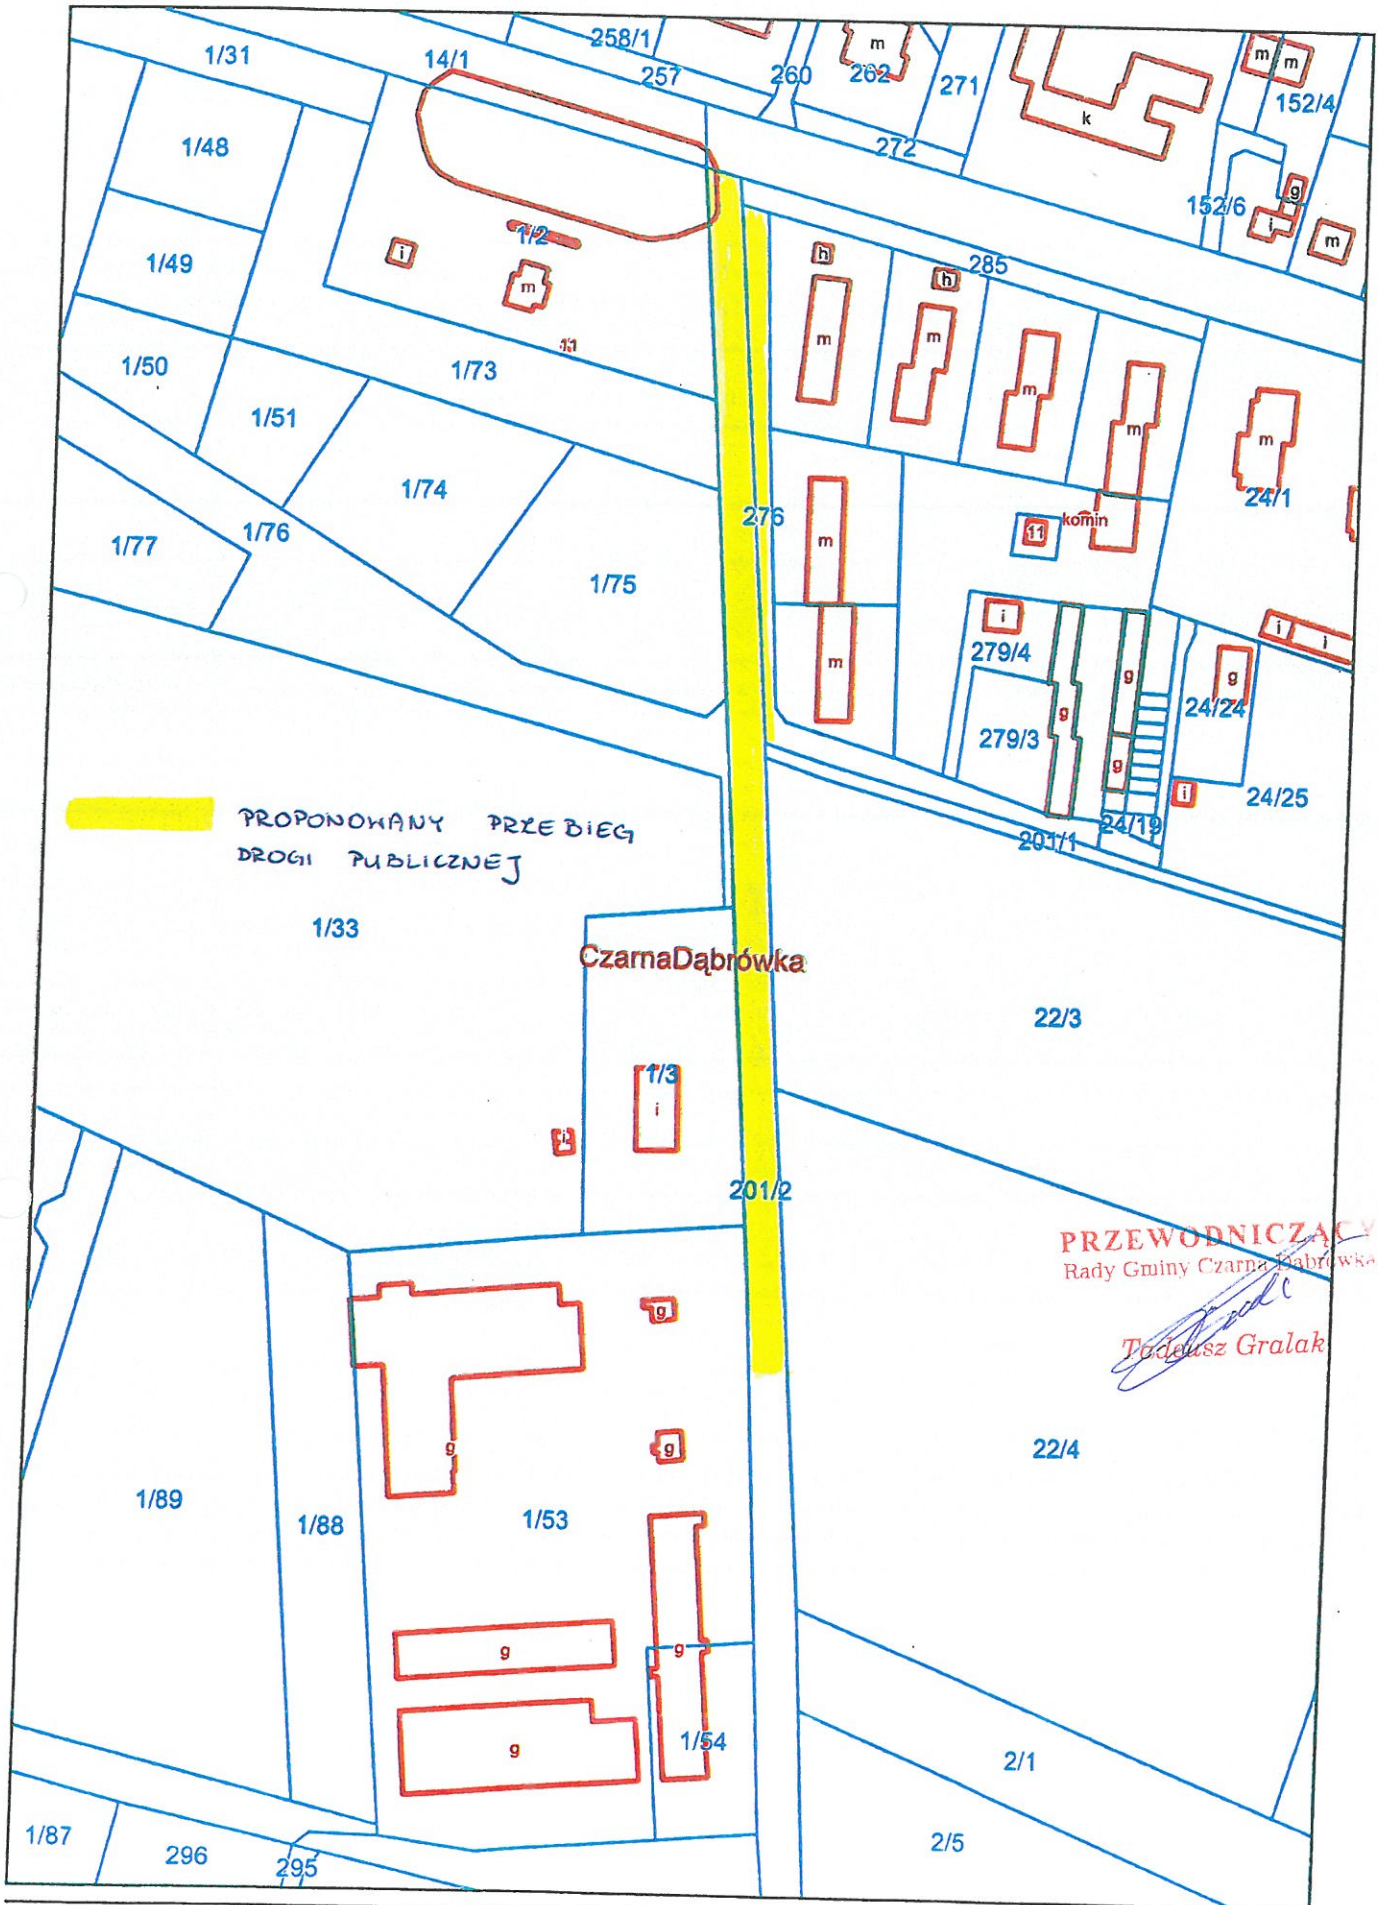 1/31
14/1
258/1
257
260
m
262
271
m
m
152/4
k
272
1/48
152/6
g
i
m
1/49
i
1/2
m
h
285
h
m
m
m
m
m
11
1/50
1/73
1/51
1/74
24/1
276
komin
11
m
1/76
1/77
1/75
i
279/4
i
i
m
g
g
24/24
g
279/3
g
i
24/25
24/19
201/1
PROPONOWANY PRZEBIEG
DROGI PUBLICZNEJ
1/33
CzarnaDąbrówka
22/3
1/3
i
i
201/2
PRZEWODNICZĄCY
Rady Gminy Czarna Dąbrówka
Tadeusz Gralak
g
g
g
22/4
1/89
1/88
1/53
g
g
g
1/54
2/1
1/87
296
295
2/5